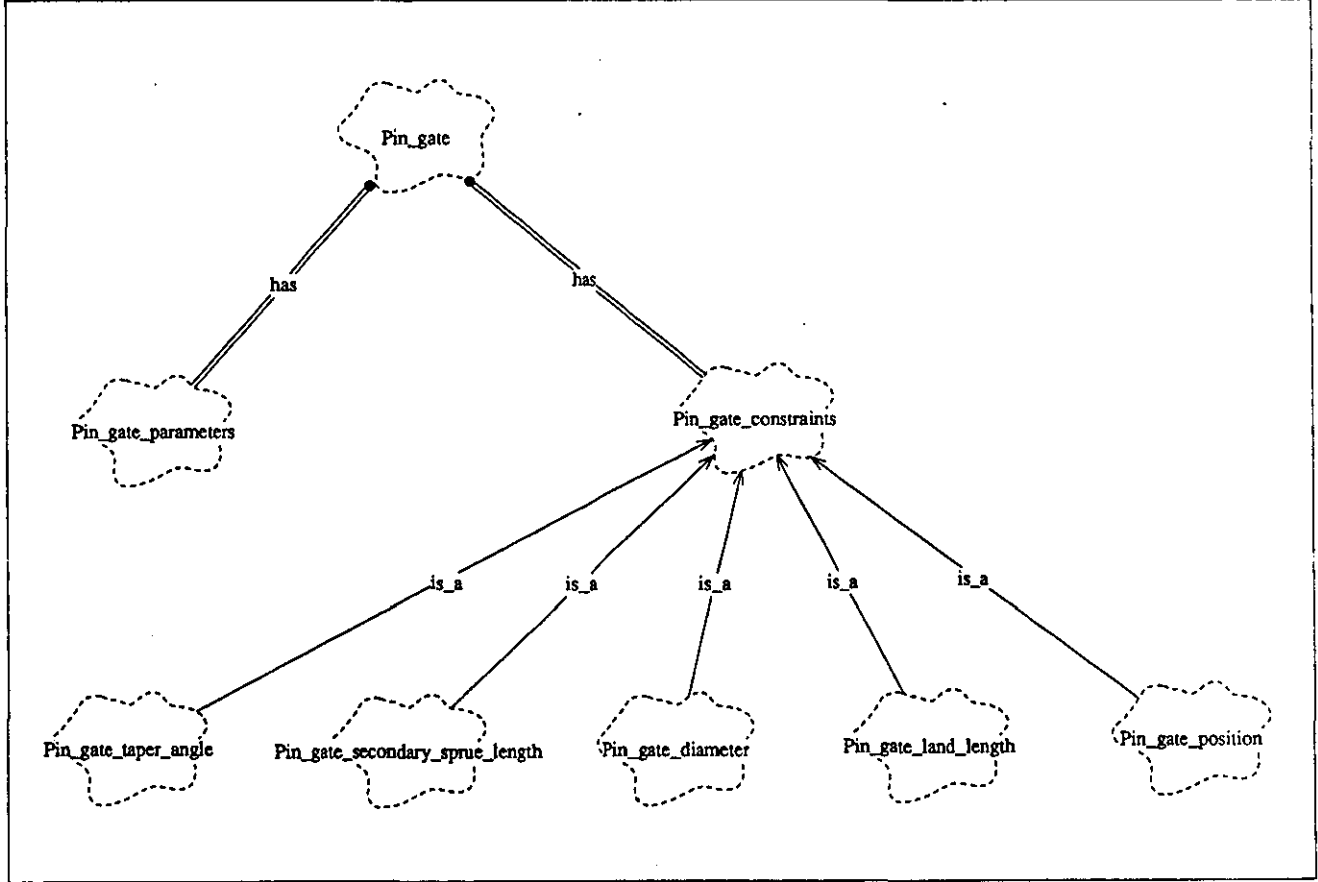 Pin_gate
has
has
Pin_gate_parameters
Pin_gate_constraints
is_a
is_a
is_a
is_a
is_a
Pin_gate_taper_angle
Pin_gate_secondary_sprue_length
Pin_gate_diameter
Pin_gate_land_length
Pin_gate_position